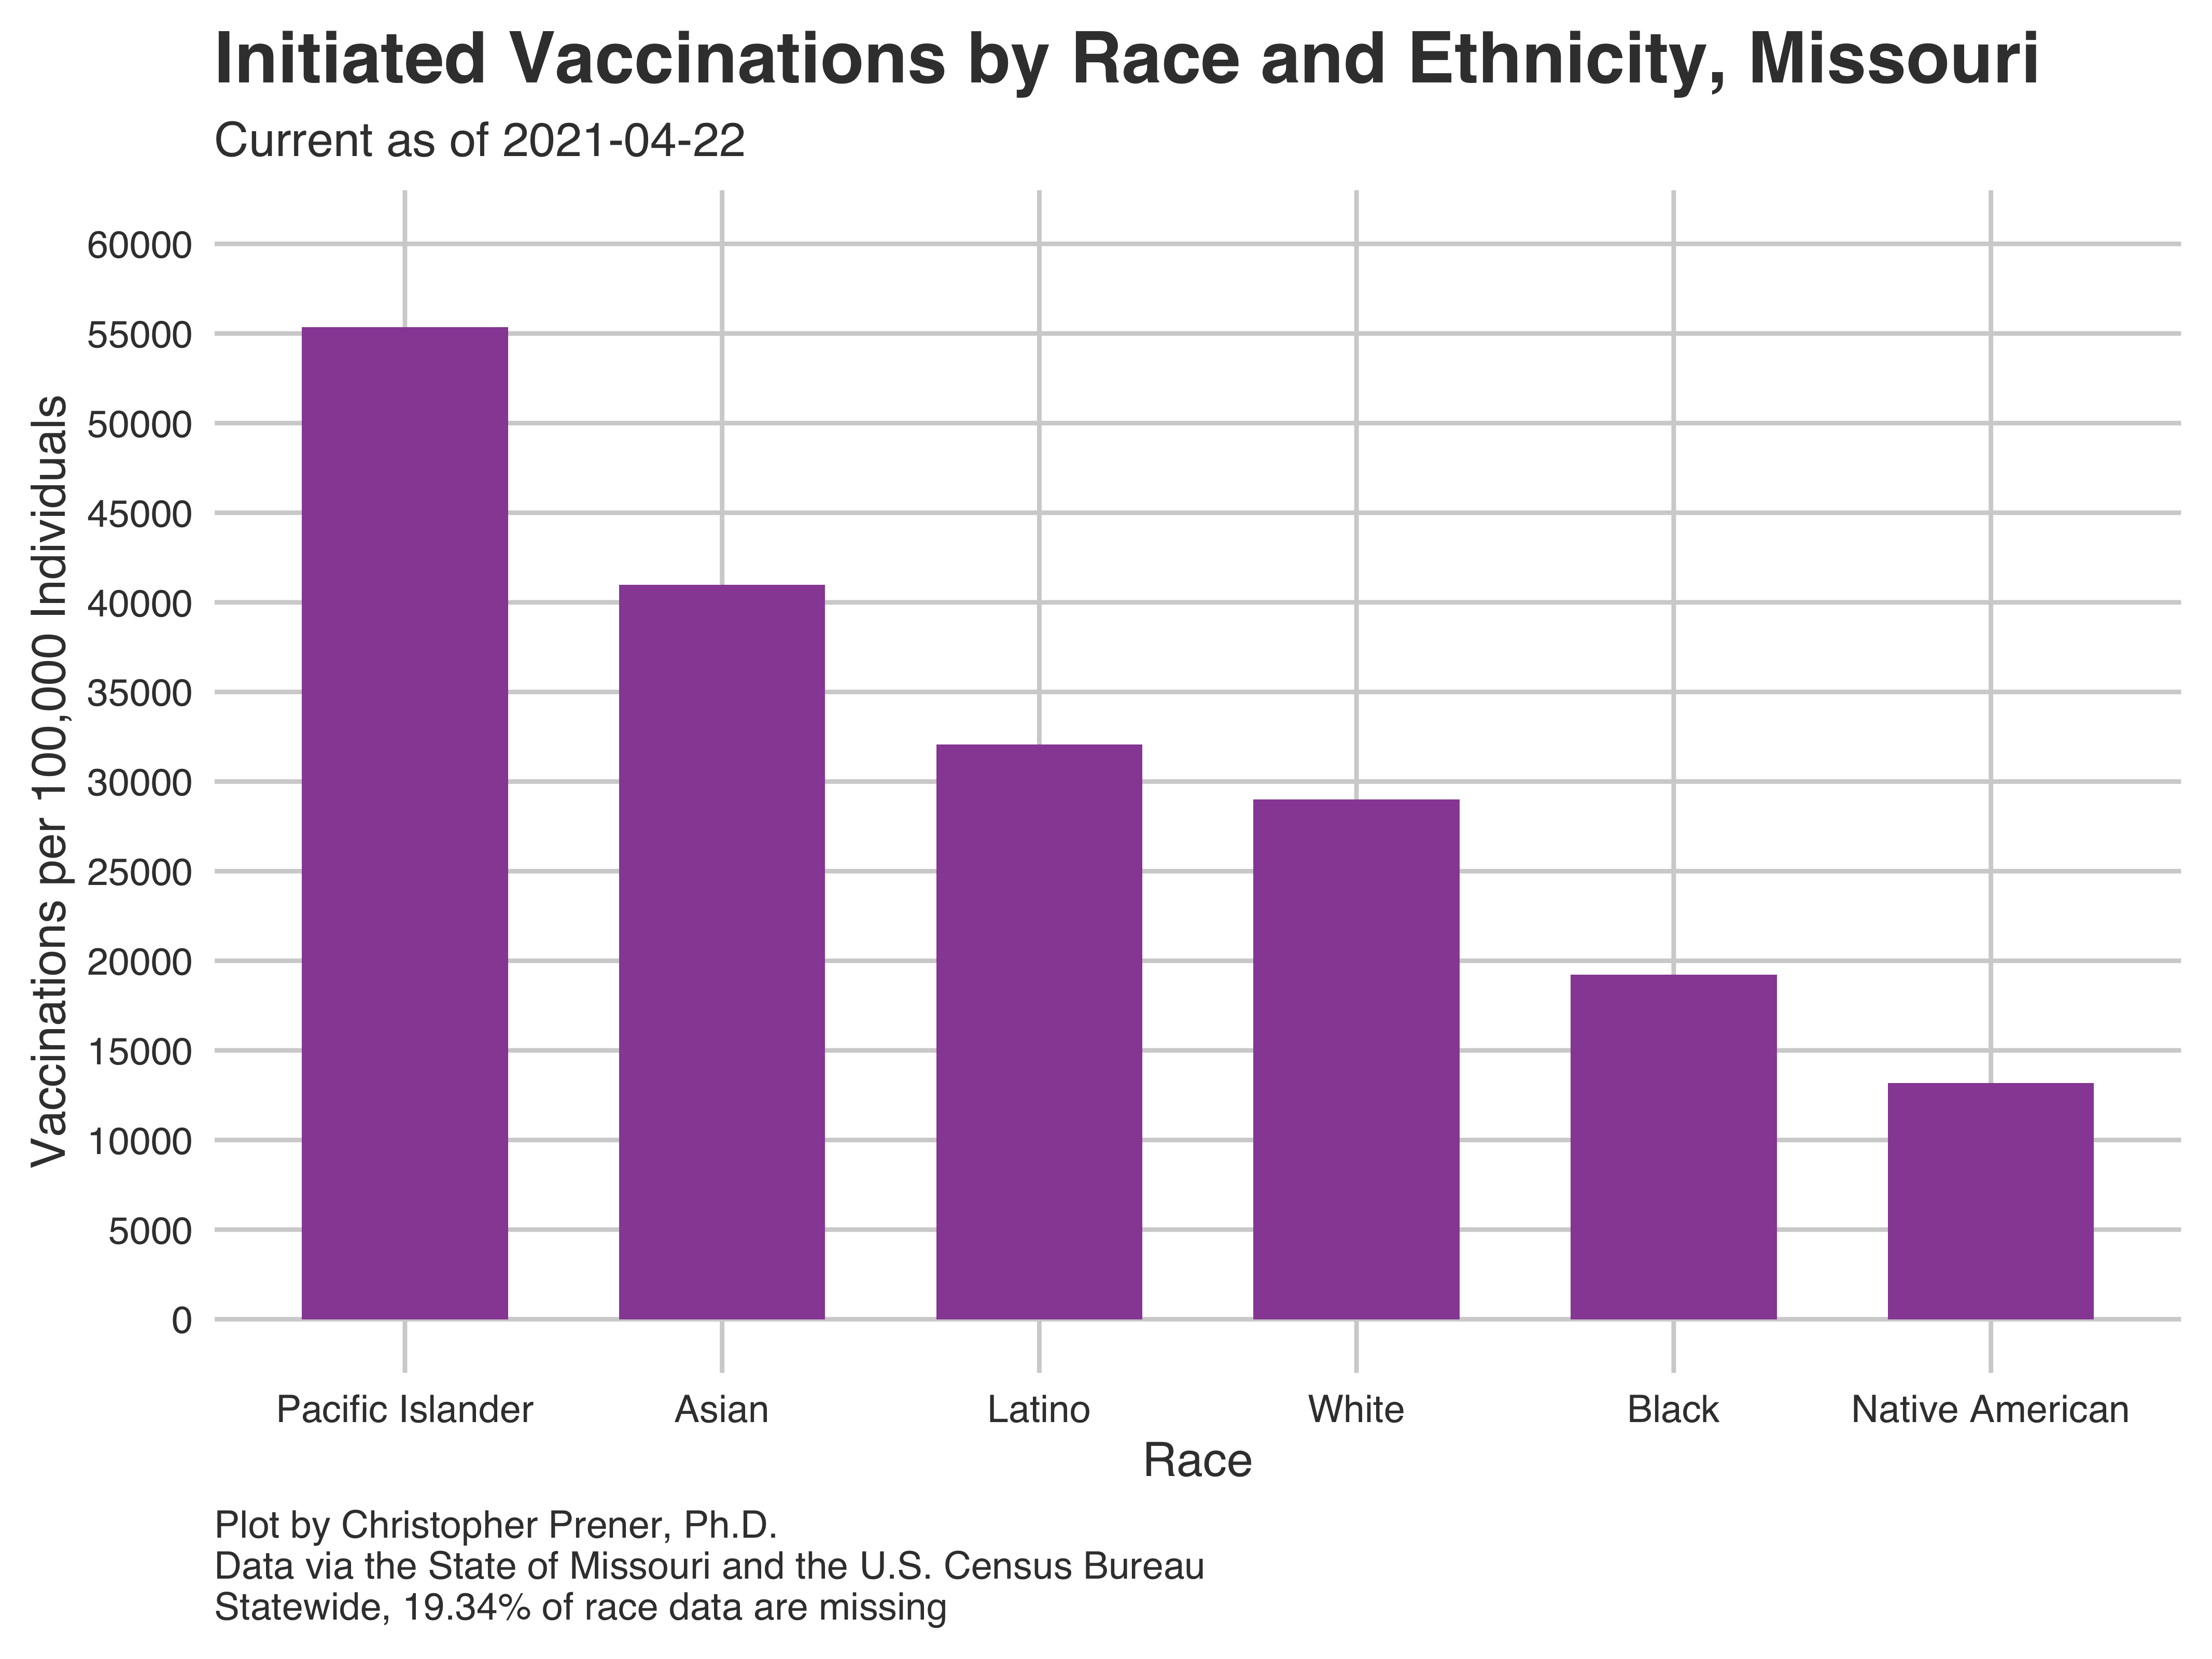 Initiated Vaccinations by Race and Ethnicity, Missouri
Current as of 2021-04-22
Vaccinations per 100,000 Individuals
60000
55000
50000
45000
40000
35000
30000
25000
20000
15000
10000
5000
0
Pacific Islander Asian Latino White Black Native American
Race
Plot by Christopher Prener, Ph.D.
Data via the State of Missouri and the U.S. Census Bureau
Statewide, 19.34% of race data are missing